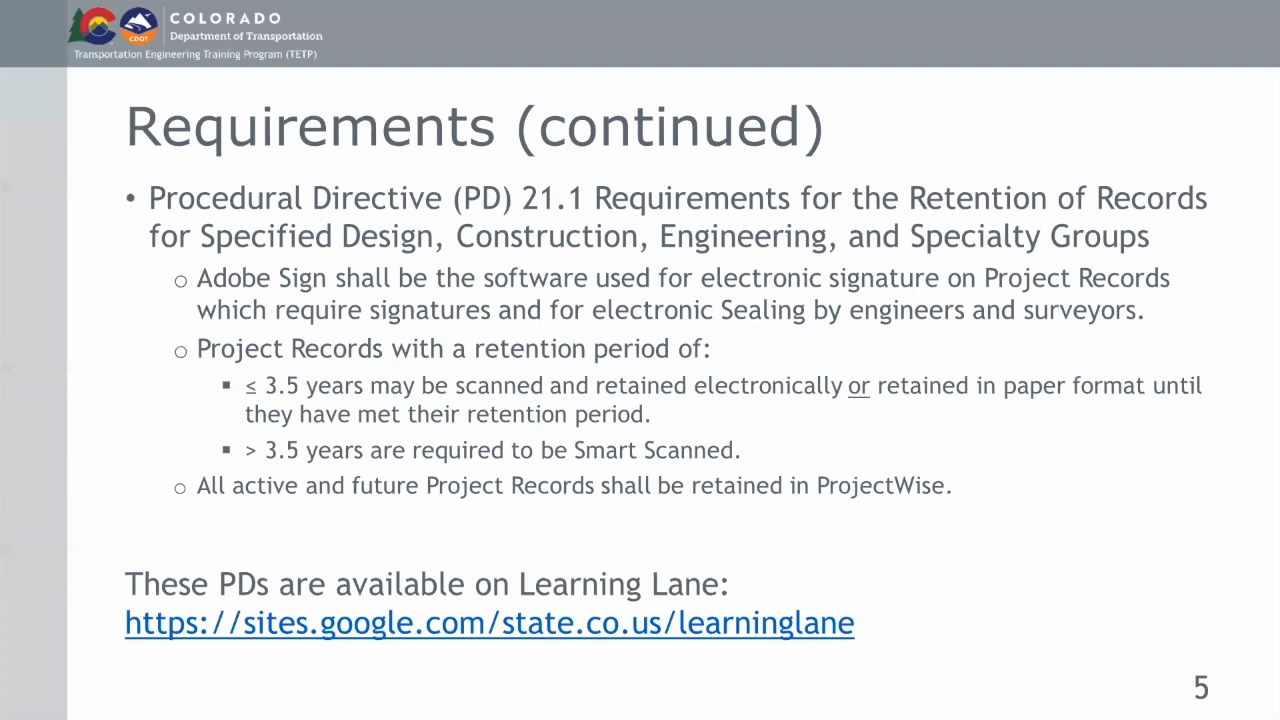 COLORADO
Department of Transportation
CDOT
Transportation Engineering Training Program (TETP)
Requirements (continued)
• Procedural Directive (PD) 21.1 Requirements for the Retention of Records
for Specified Design, Construction, Engineering, and Specialty Groups
o Adobe Sign shall be the software used for electronic signature on Project Records
which require signatures and for electronic Sealing by engineers and surveyors.
o Project Records with a retention period of:
▪ ≤ 3.5 years may be scanned and retained electronically or retained in paper format until
they have met their retention period.
▪ > 3.5 years are required to be Smart Scanned.
o All active and future Project Records shall be retained in ProjectWise.
These PDs are available on Learning Lane:
https://sites.google.com/state.co.us/learninglane
5